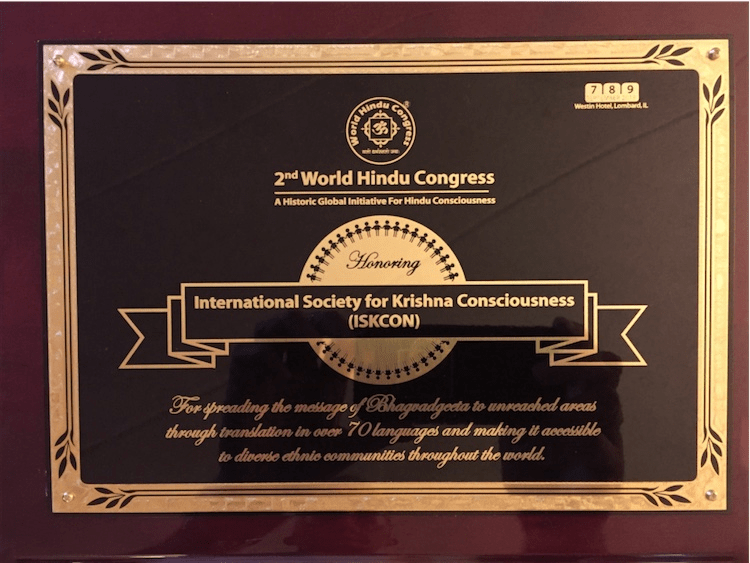 World Hindu Congress
®
7 8 9
Westin Hotel, Lombard, IL
2nd World Hindu Congress
A Historic Global Initiative For Hindu Consciousness
Honoring
International Society for Krishna Consciousness
(ISKCON)
For spreading the message of Bhagvadgeeta to unreached areas
through translation in over 70 languages and making it accessible
to diverse ethnic communities throughout the world.